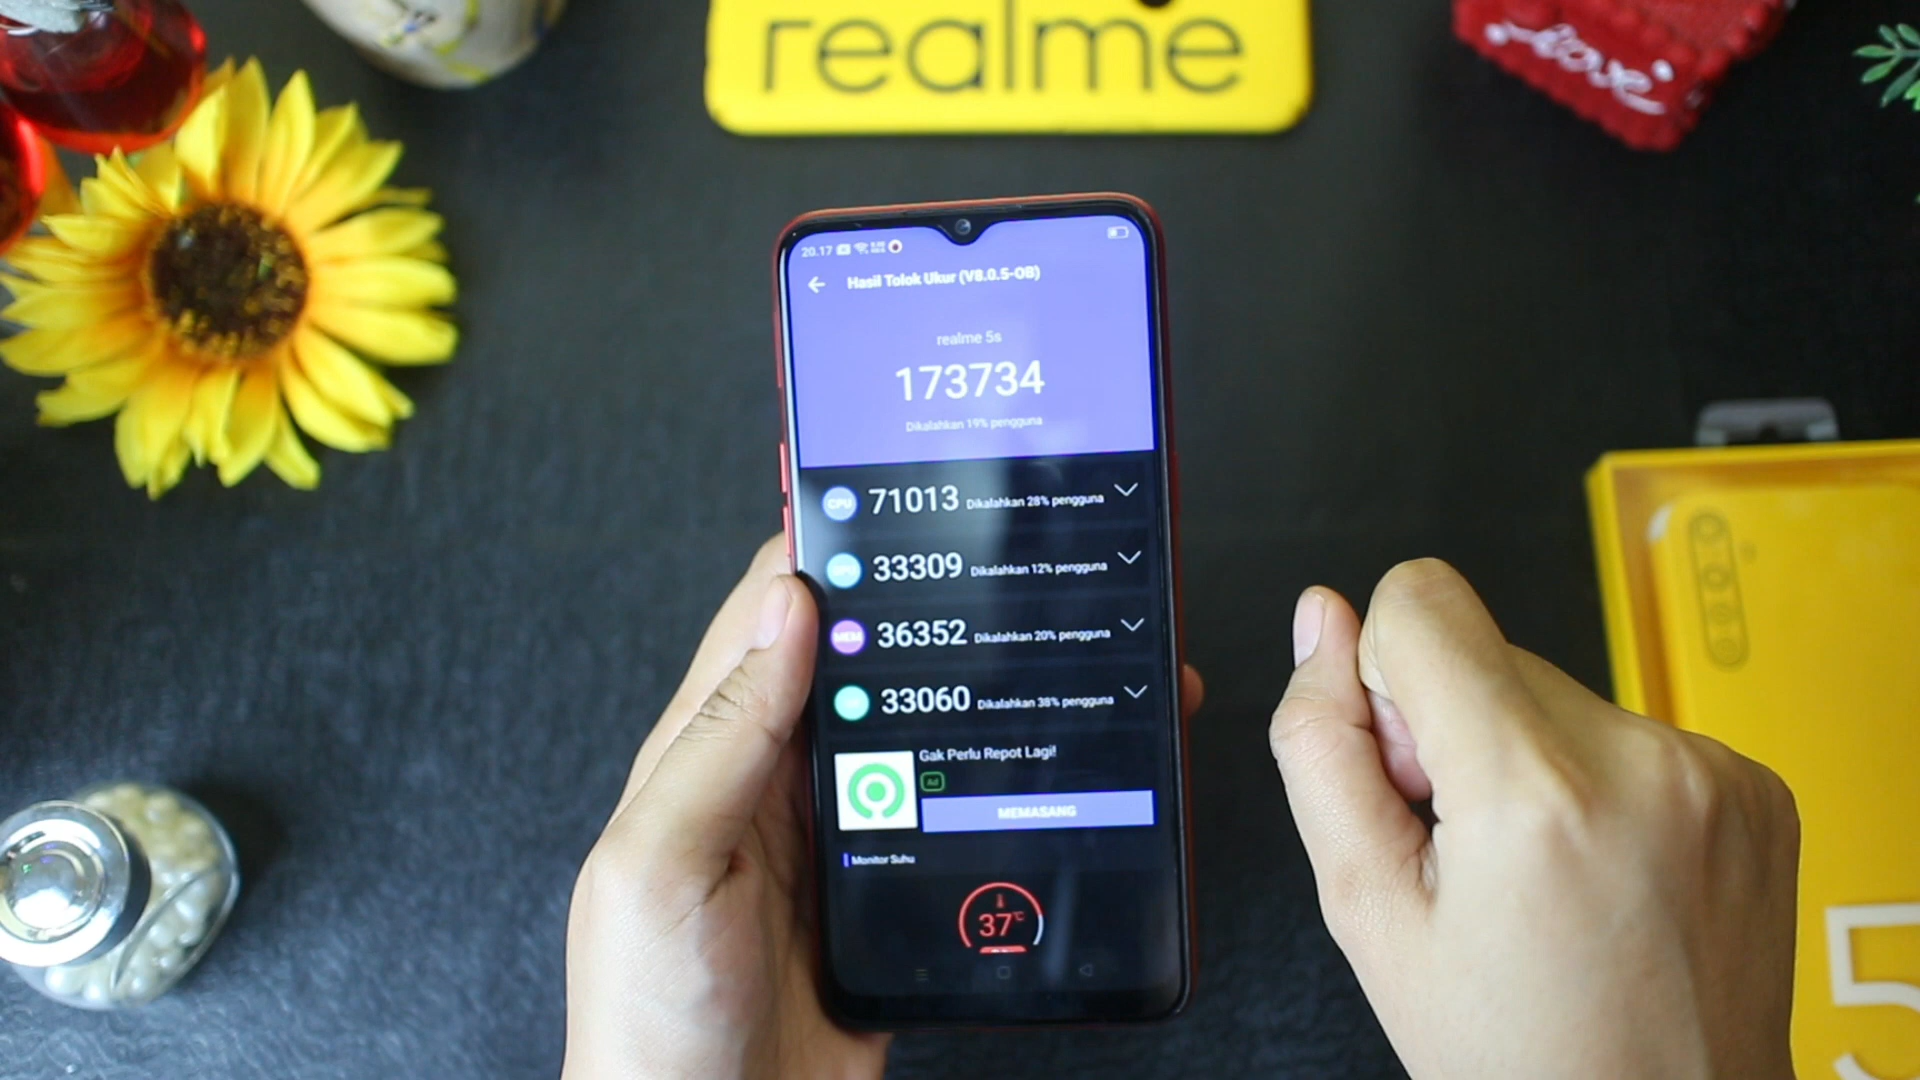 realme
20.17
Hasil Tolok Ukur (V8.0.5-OB)
realme 5s
173734
Dikalahkan 19% pengguna
CPU 71013 Dikalahkan 28% pengguna
33309 Dikalahkan 12% pengguna
MEM 36352 Dikalahkan 20% pengguna
33060 Dikalahkan 38% pengguna
Gak Perlu Repot Lagi!
Ad
MEMASANG
Monitor Suhu
37°C
5